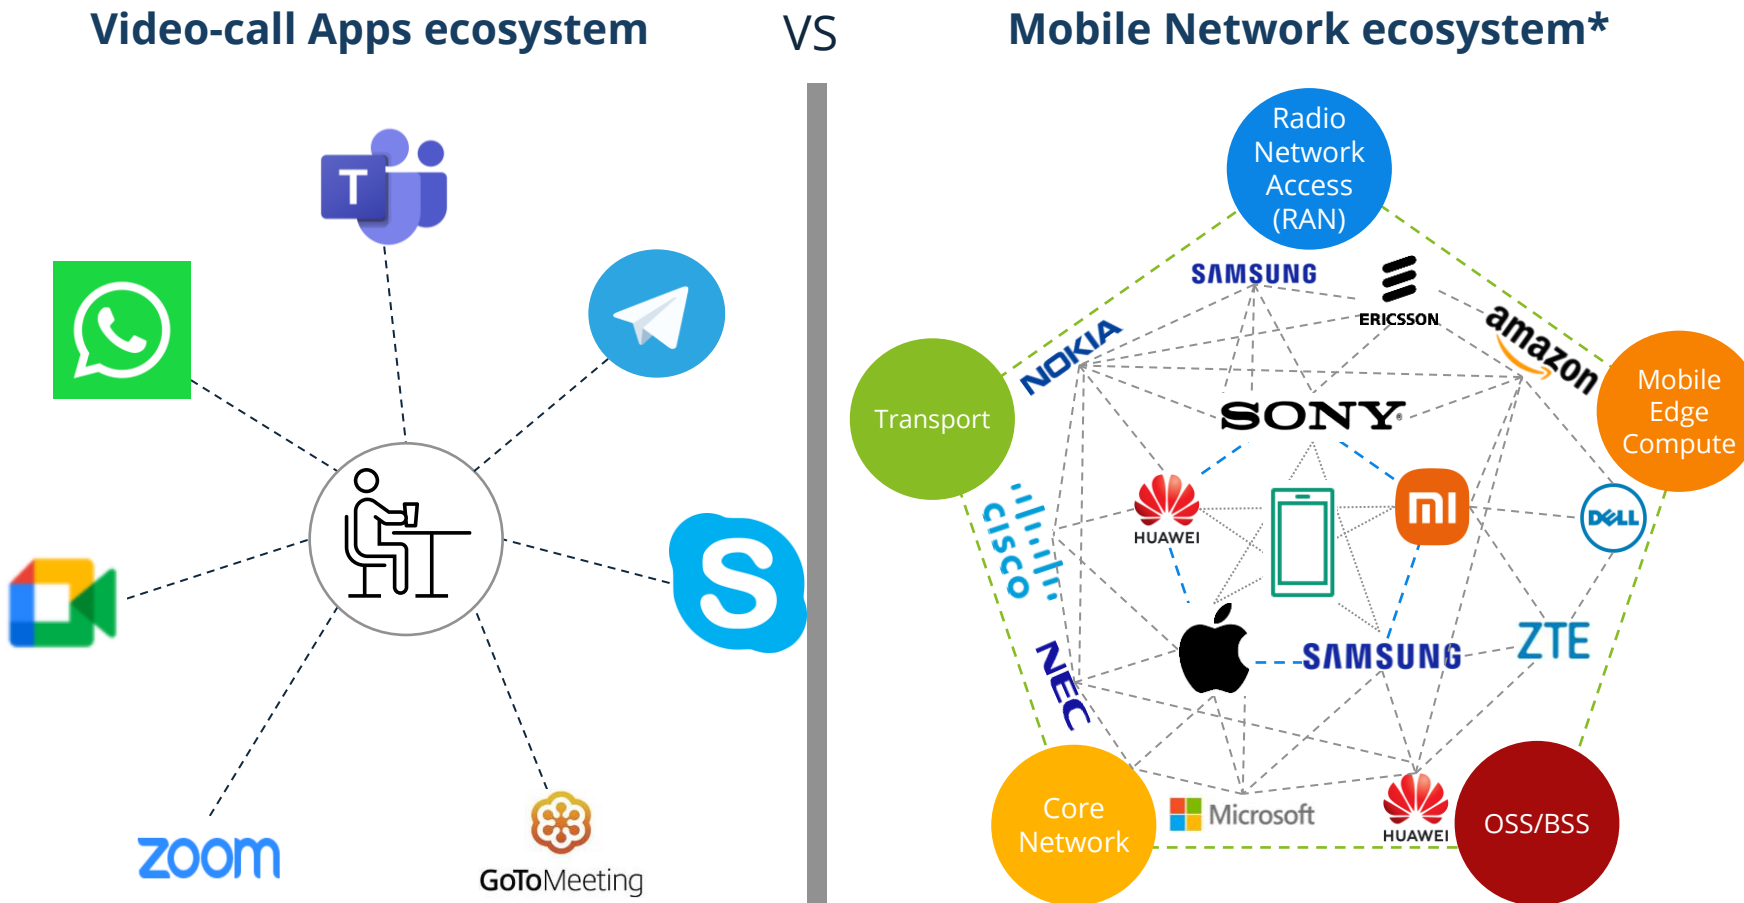 Video-call Apps ecosystem
VS
Mobile Network ecosystem*
T
S
zoom
GoToMeeting
Radio
Network
Access
(RAN)
SAMSUNG
ERICSSON
amazon
NOKIA
Transport
Mobile
Edge
Compute
SONY
HUAWEI
mi
DELL
CISCO
SAMSUNG
ZTE
NEC
Core
Network
Microsoft
HUAWEI
OSS/BSS